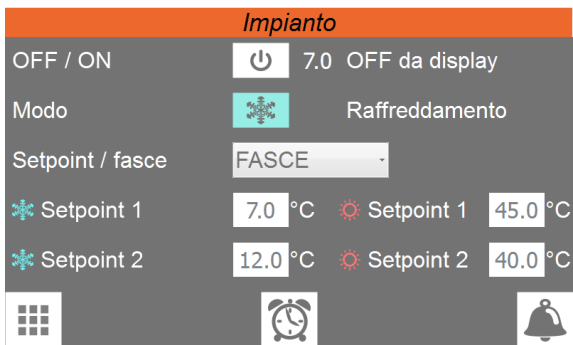 Impianto
OFF / ON 7.0 OFF da display
Modo Raffreddamento
Setpoint / fasce FASCE
Setpoint 1 7.0 °C Setpoint 1 45.0 °C
Setpoint 2 12.0 °C Setpoint 2 40.0 °C